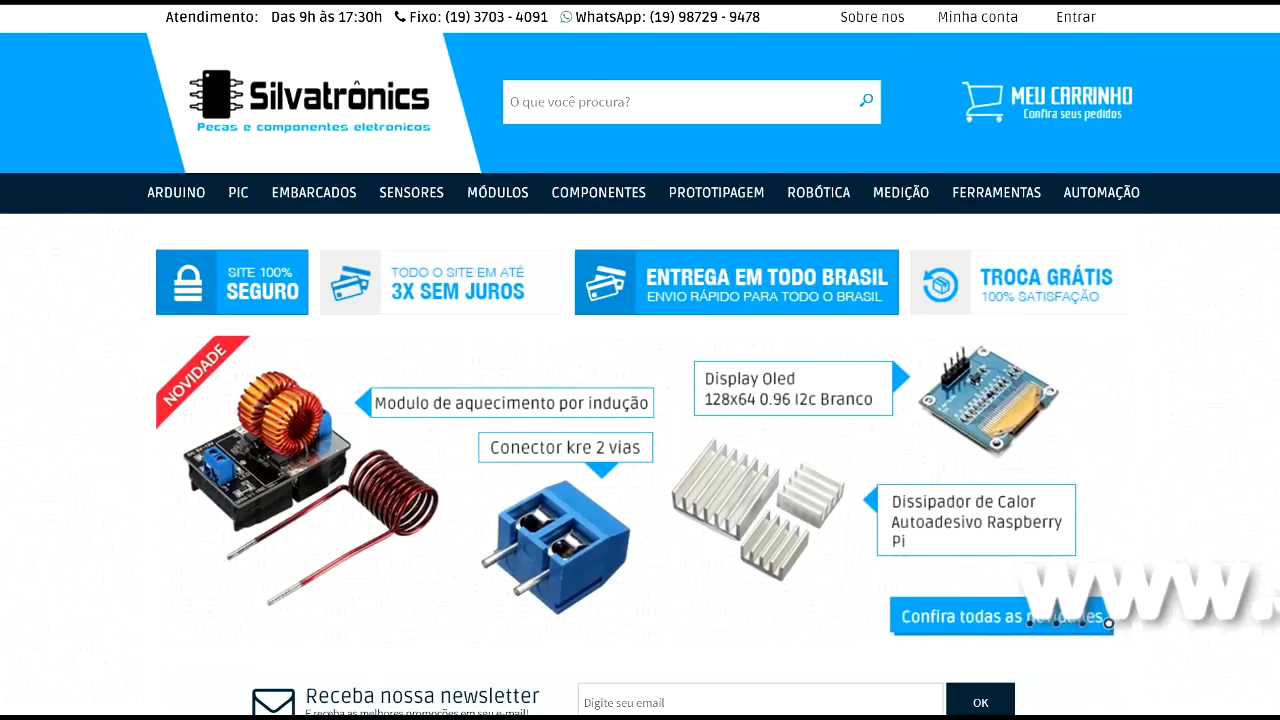 Atendimento: Das 9h às 17:30h Fixo: (19) 3703 - 4091 WhatsApp: (19) 98729 - 9478 Sobre nos Minha conta Entrar
Silvatrônics
Pecas e componentes eletronicos
O que você procura?
MEU CARRINHO
Confira seus pedidos
ARDUINO PIC EMBARCADOS SENSORES MÓDULOS COMPONENTES PROTOTIPAGEM ROBÓTICA MEDIÇÃO FERRAMENTAS AUTOMAÇÃO
SITE 100%
SEGURO
TODO O SITE EM ATÉ
3X SEM JUROS
ENTREGA EM TODO BRASIL
ENVIO RÁPIDO PARA TODO O BRASIL
TROCA GRÁTIS
100% SATISFAÇÃO
NOVIDADE
Modulo de aquecimento por indução
Conector kre 2 vias
Display Oled
128x64 0.96 I2c Branco
Dissipador de Calor
Autoadesivo Raspberry
Pi
www.
Confira todas as novidades
Receba nossa newsletter
E receba as melhores promoções em seu e-mail!
Digite seu email
OK